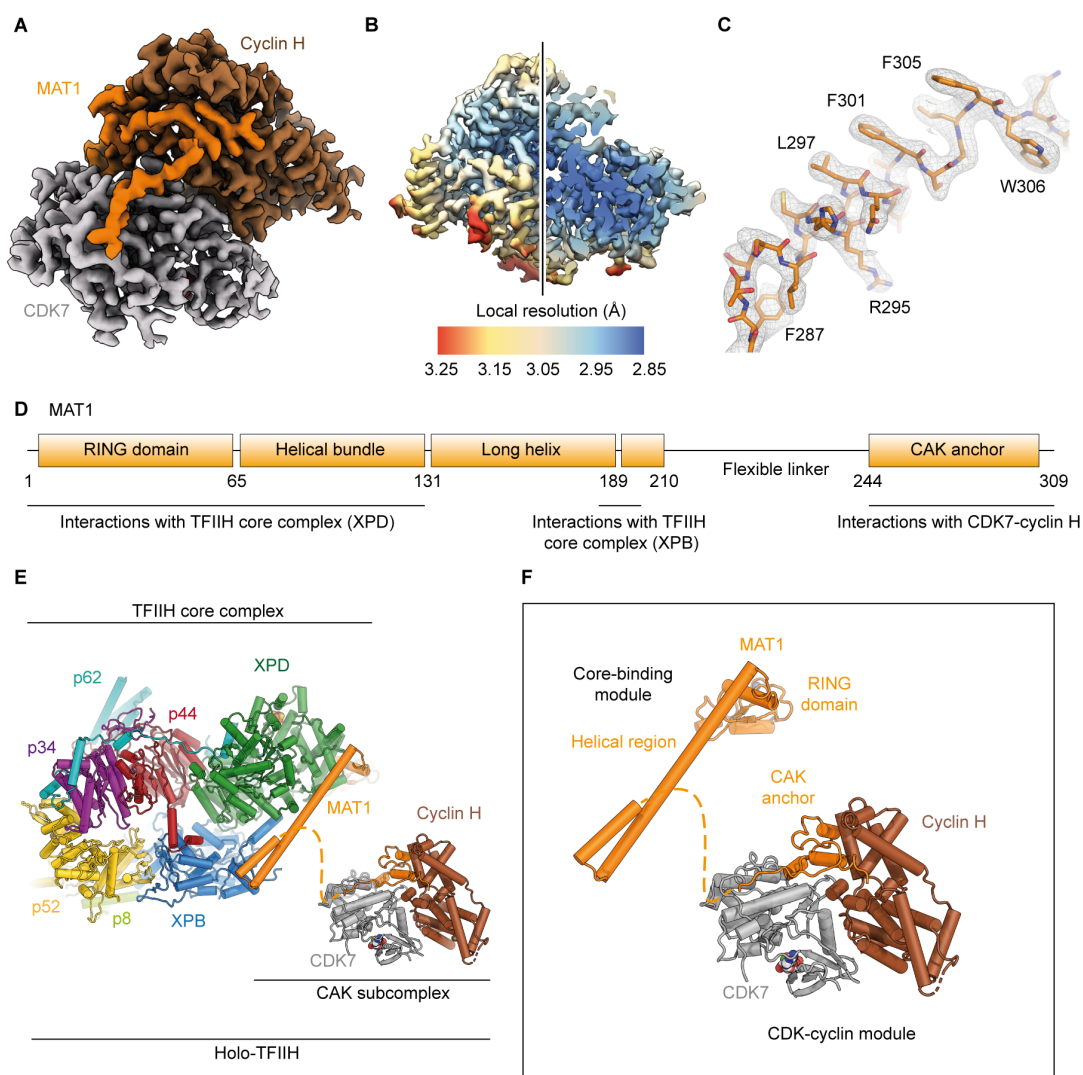 A
Cyclin H
MAT1
CDK7
B
Local resolution (Å)
3.25 3.15 3.05 2.95 2.85
C
F305
F301
L297
W306
R295
F287
D MAT1
RING domain Helical bundle Long helix CAK anchor
Flexible linker
1 65 131 189 210 244 309
Interactions with TFIIH core complex (XPD)
Interactions with TFIIH
core complex (XPB)
Interactions with CDK7-cyclin H
E
TFIIH core complex
XPD
p62
p44
p34
MAT1
Cyclin H
p52
p8
XPB
CDK7
CAK subcomplex
Holo-TFIIH
F
MAT1
Core-binding
module
RING
domain
Helical region
CAK
anchor
Cyclin H
CDK7
CDK-cyclin module